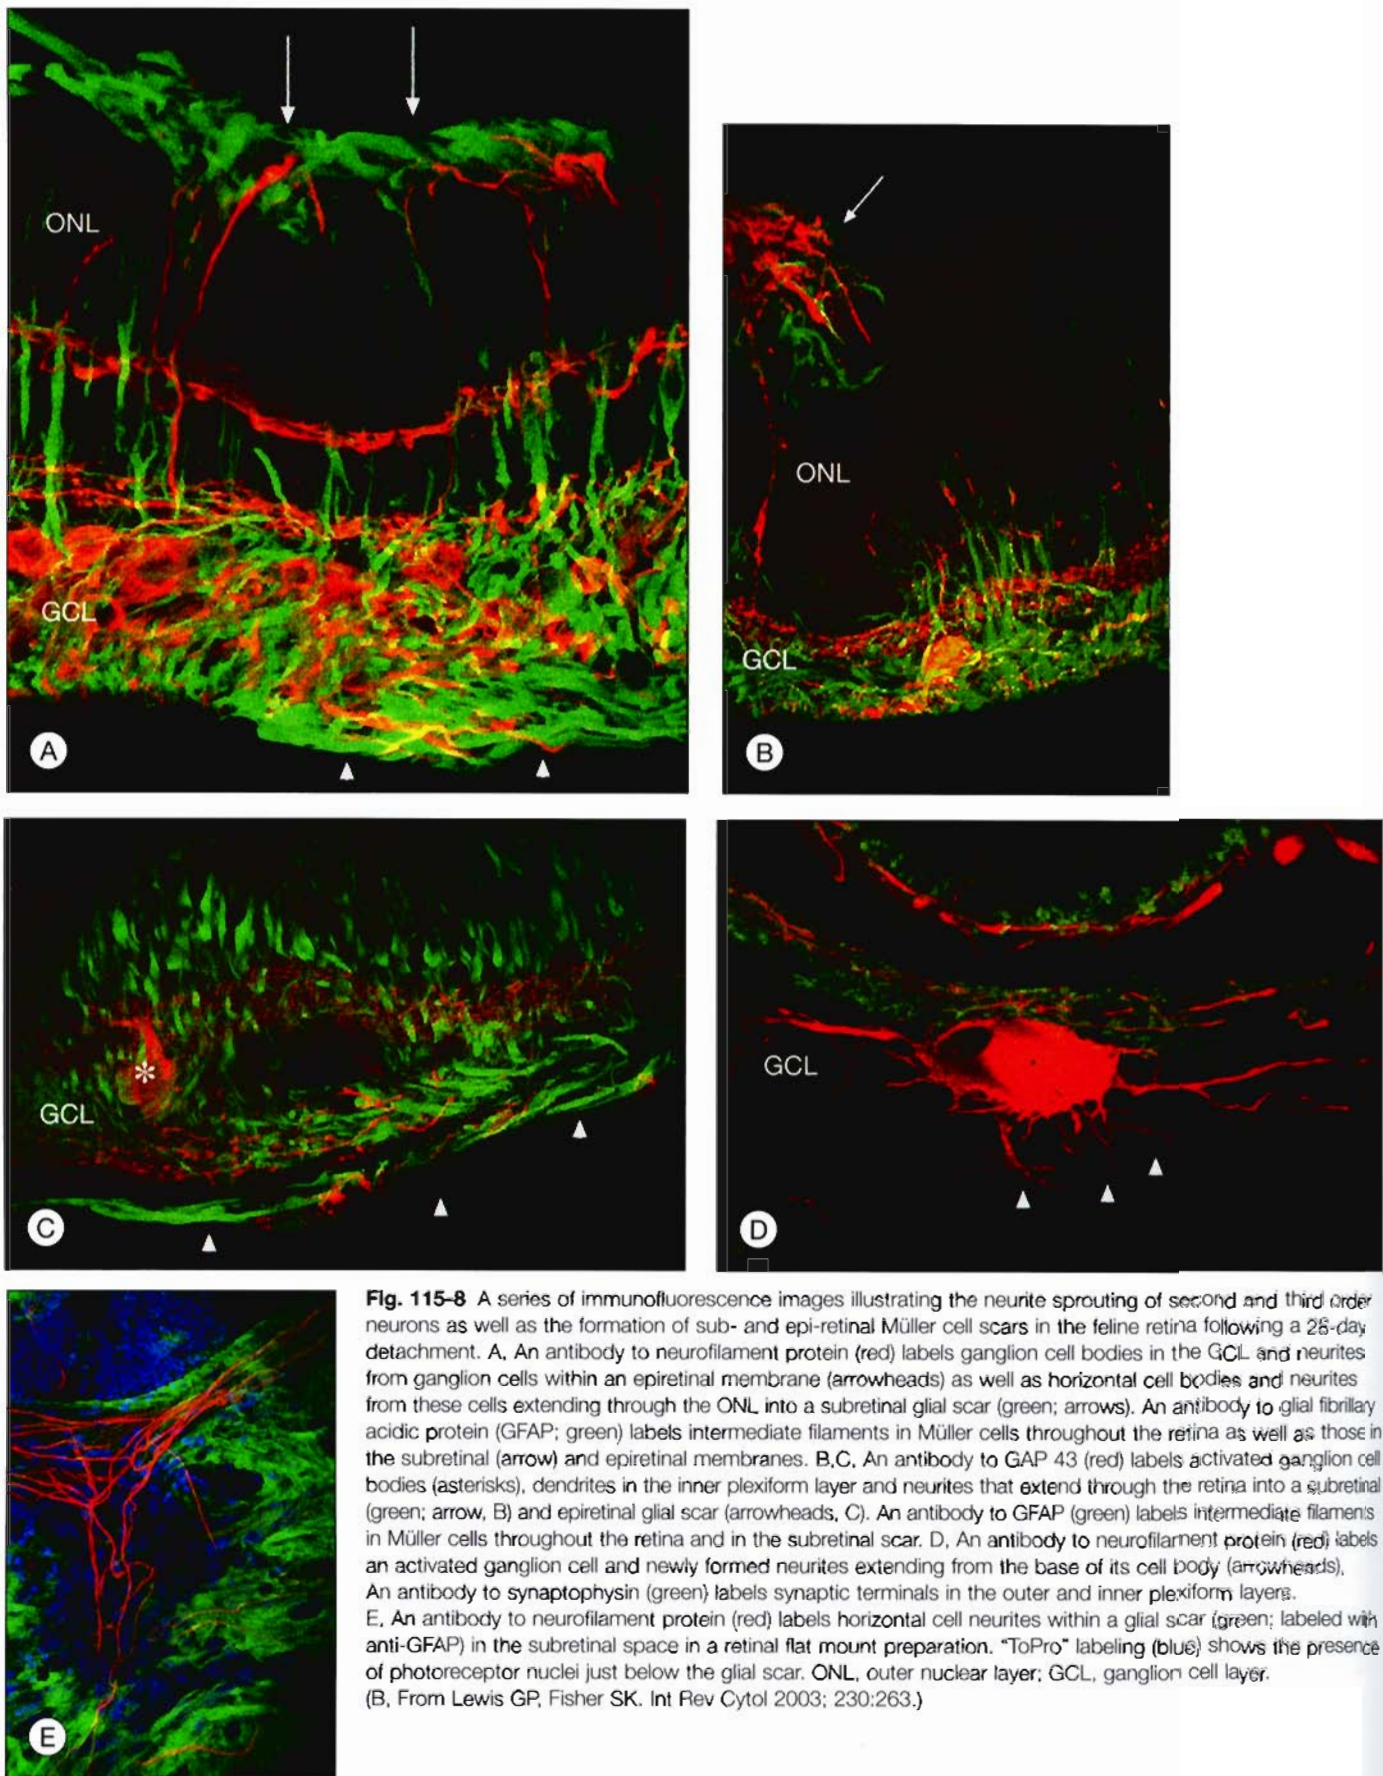 ONL
GCL
A
ONL
GCL
B
GCL
*
C
GCL
D
E
Fig. 115-8 A series of immunofluorescence images illustrating the neurite sprouting of second and third order
neurons as well as the formation of sub- and epi-retinal Müller cell scars in the feline retina following a 28-day
detachment. A, An antibody to neurofilament protein (red) labels ganglion cell bodies in the GCL and neurites
from ganglion cells within an epiretinal membrane (arrowheads) as well as horizontal cell bodies and neurites
from these cells extending through the ONL into a subretinal glial scar (green; arrows). An antibody to glial fibrillary
acidic protein (GFAP; green) labels intermediate filaments in Müller cells throughout the retina as well as those in
the subretinal (arrow) and epiretinal membranes. B,C, An antibody to GAP 43 (red) labels activated ganglion cell
bodies (asterisks), dendrites in the inner plexiform layer and neurites that extend through the retina into a subretinal
(green; arrow, B) and epiretinal glial scar (arrowheads, C). An antibody to GFAP (green) labels intermediate filaments
in Müller cells throughout the retina and in the subretinal scar. D, An antibody to neurofilament protein (red) labels
an activated ganglion cell and newly formed neurites extending from the base of its cell body (arrowheads).
An antibody to synaptophysin (green) labels synaptic terminals in the outer and inner plexiform layers.
E, An antibody to neurofilament protein (red) labels horizontal cell neurites within a glial scar (green; labeled with
anti-GFAP) in the subretinal space in a retinal flat mount preparation. "ToPro" labeling (blue) shows the presence
of photoreceptor nuclei just below the glial scar. ONL, outer nuclear layer; GCL, ganglion cell layer.
(B, From Lewis GP, Fisher SK. Int Rev Cytol 2003; 230:263.)